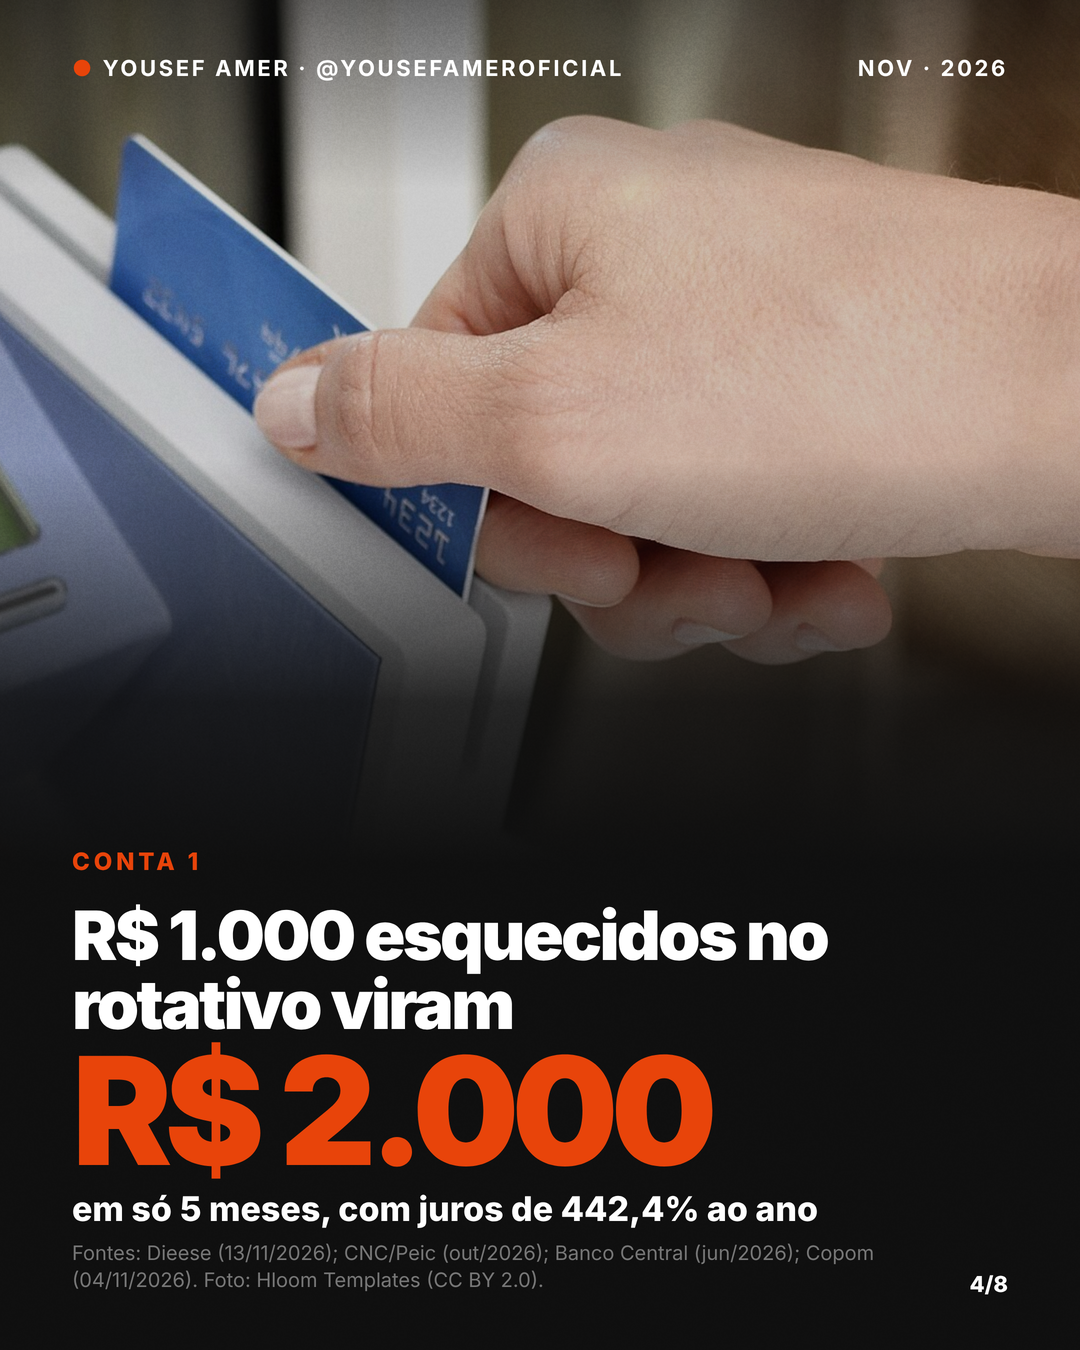 YOUSEF AMER · @YOUSEFAMEROFICIAL
NOV · 2026
1234
1234
CONTA 1
R$ 1.000 esquecidos no
rotativo viram
R$ 2.000
em só 5 meses, com juros de 442,4% ao ano
Fontes: Dieese (13/11/2026); CNC/Peic (out/2026); Banco Central (jun/2026); Copom
(04/11/2026). Foto: Hloom Templates (CC BY 2.0).
4/8